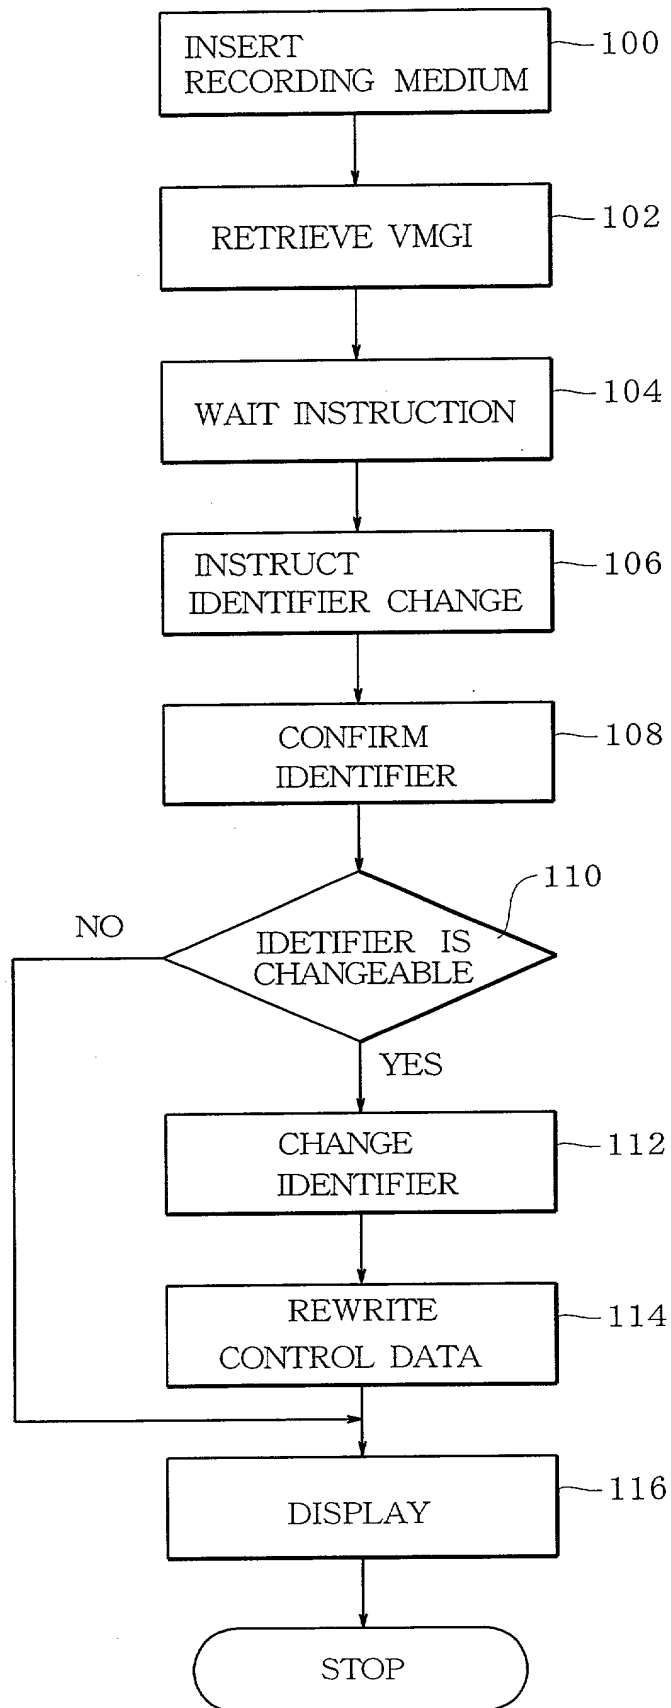 INSERT
RECORDING MEDIUM
100
RETRIEVE VMGI
102
WAIT INSTRUCTION
104
INSTRUCT
IDENTIFIER CHANGE
106
CONFIRM
IDENTIFIER
108
110
NO
IDETIFIER IS
CHANGEABLE
YES
CHANGE
IDENTIFIER
112
REWRITE
CONTROL DATA
114
DISPLAY
116
STOP